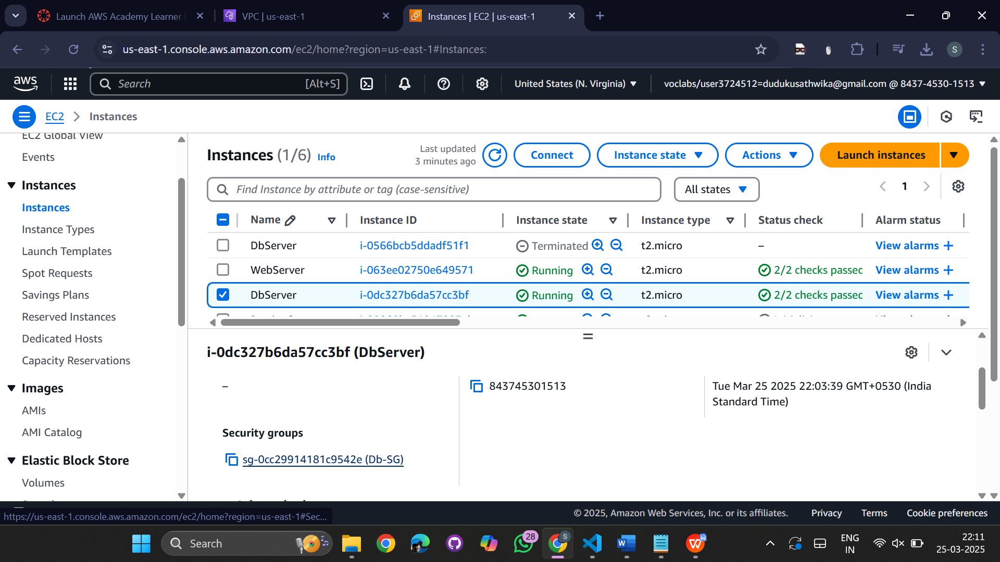 Launch AWS Academy Learner
VPC | us-east-1
Instances | EC2 | us-east-1
us-east-1.console.aws.amazon.com/ec2/home?region=us-east-1#Instances:
S
aws
Search [Alt+S]
United States (N. Virginia)
voclabs/user3724512=dudukusathwika@gmail.com @ 8437-4530-1513
EC2 Instances
EC2 Global View
Events
Instances
Instances
Instance Types
Launch Templates
Spot Requests
Savings Plans
Reserved Instances
Dedicated Hosts
Capacity Reservations
Images
AMIs
AMI Catalog
Elastic Block Store
Volumes
Instances (1/6) Info
Last updated
3 minutes ago
Connect
Instance state
Actions
Launch instances
Find Instance by attribute or tag (case-sensitive)
All states
1
Name Instance ID Instance state Instance type Status check Alarm status
DbServer i-0566bcb5ddadf51f1 Terminated t2.micro – View alarms +
WebServer i-063ee02750e649571 Running t2.micro 2/2 checks passed View alarms +
DbServer i-0dc327b6da57cc3bf Running t2.micro 2/2 checks passed View alarms +
i-0dc327b6da57cc3bf (DbServer)
–
843745301513
Tue Mar 25 2025 22:03:39 GMT+0530 (India
Standard Time)
Security groups
sg-0cc29914181c9542e (Db-SG)
https://us-east-1.console.aws.amazon.com/ec2/home?region=us-east-1#Sec...
© 2025, Amazon Web Services, Inc. or its affiliates.
Privacy
Terms
Cookie preferences
Search
28
S
W
ENG
IN
22:11
25-03-2025